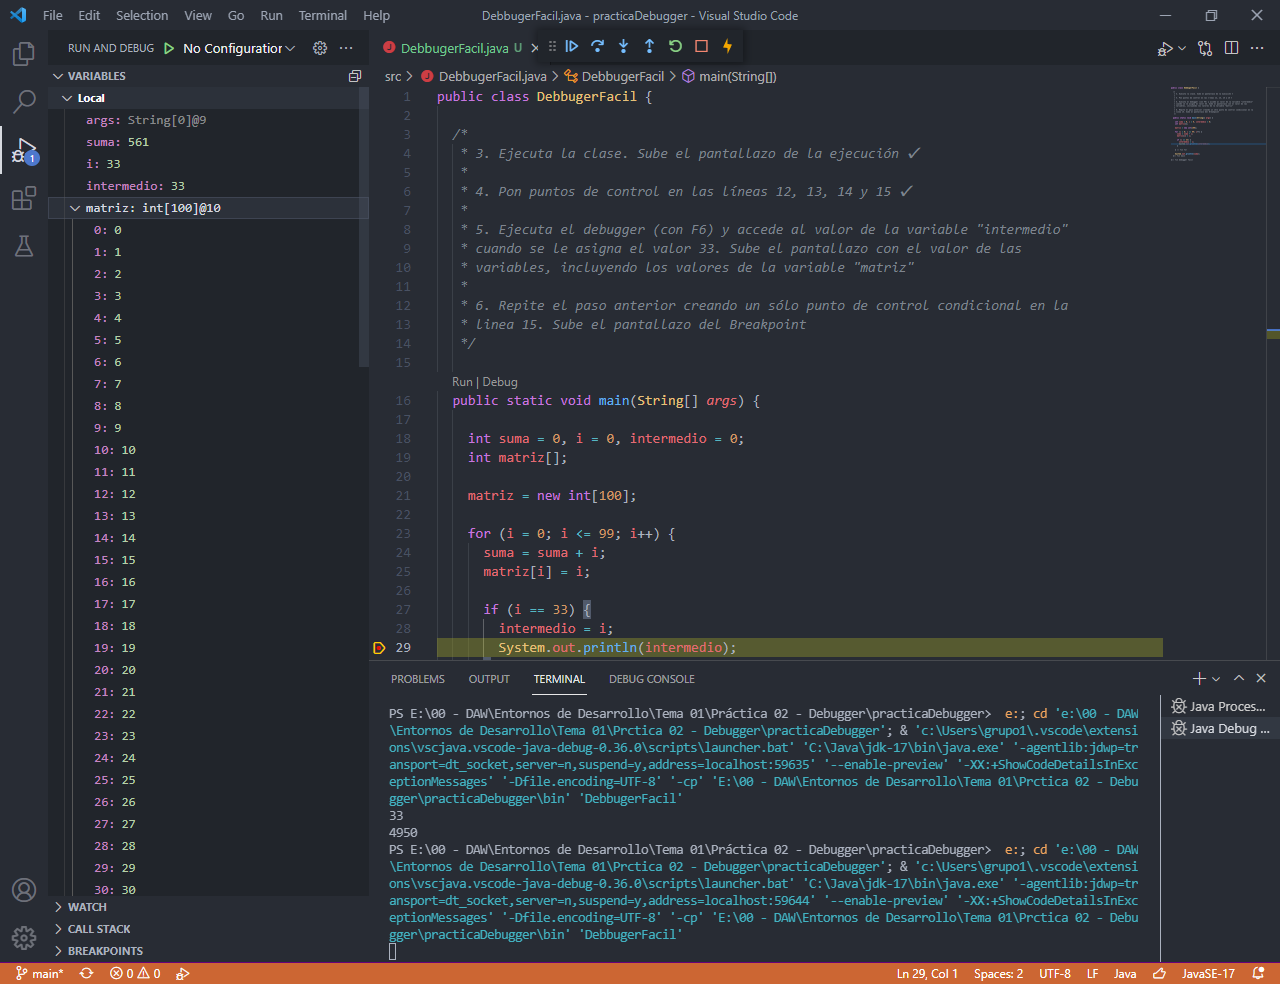 File Edit Selection View Go Run Terminal Help
DebbugerFacil.java - practicaDebugger - Visual Studio Code
RUN AND DEBUG No Configuration
VARIABLES
Local
args: String[0]@9
suma: 561
i: 33
intermedio: 33
matriz: int[100]@10
0: 0
1: 1
2: 2
3: 3
4: 4
5: 5
6: 6
7: 7
8: 8
9: 9
10: 10
11: 11
12: 12
13: 13
14: 14
15: 15
16: 16
17: 17
18: 18
19: 19
20: 20
21: 21
22: 22
23: 23
24: 24
25: 25
26: 26
27: 27
28: 28
29: 29
30: 30
WATCH
CALL STACK
BREAKPOINTS
1
DebbugerFacil.java U
src > DebbugerFacil.java > DebbugerFacil > main(String[])
1 public class DebbugerFacil {
2
3 /*
4 * 3. Ejecuta la clase. Sube el pantallazo de la ejecución ✓
5 *
6 * 4. Pon puntos de control en las líneas 12, 13, 14 y 15 ✓
7 *
8 * 5. Ejecuta el debugger (con F6) y accede al valor de la variable "intermedio"
9 * cuando se le asigna el valor 33. Sube el pantallazo con el valor de las
10 * variables, incluyendo los valores de la variable "matriz"
11 *
12 * 6. Repite el paso anterior creando un sólo punto de control condicional en la
13 * linea 15. Sube el pantallazo del Breakpoint
14 */
15
Run | Debug
16 public static void main(String[] args) {
17
18 int suma = 0, i = 0, intermedio = 0;
19 int matriz[];
20
21 matriz = new int[100];
22
23 for (i = 0; i <= 99; i++) {
24 suma = suma + i;
25 matriz[i] = i;
26
27 if (i == 33) {
28 intermedio = i;
29 System.out.println(intermedio);
PROBLEMS OUTPUT TERMINAL DEBUG CONSOLE
PS E:\00 - DAW\Entornos de Desarrollo\Tema 01\Práctica 02 - Debugger\practicaDebugger>  e:; cd 'e:\00 - DAW
\Entornos de Desarrollo\Tema 01\Prctica 02 - Debugger\practicaDebugger'; & 'c:\Users\grupo1\.vscode\extensi
ons\vscjava.vscode-java-debug-0.36.0\scripts\launcher.bat' 'C:\Java\jdk-17\bin\java.exe' '-agentlib:jdwp=tr
ansport=dt_socket,server=n,suspend=y,address=localhost:59635' '--enable-preview' '-XX:+ShowCodeDetailsInExc
eptionMessages' '-Dfile.encoding=UTF-8' '-cp' 'E:\00 - DAW\Entornos de Desarrollo\Tema 01\Prctica 02 - Debu
gger\practicaDebugger\bin' 'DebbugerFacil'
33
4950
PS E:\00 - DAW\Entornos de Desarrollo\Tema 01\Práctica 02 - Debugger\practicaDebugger>  e:; cd 'e:\00 - DAW
\Entornos de Desarrollo\Tema 01\Prctica 02 - Debugger\practicaDebugger'; & 'c:\Users\grupo1\.vscode\extensi
ons\vscjava.vscode-java-debug-0.36.0\scripts\launcher.bat' 'C:\Java\jdk-17\bin\java.exe' '-agentlib:jdwp=tr
ansport=dt_socket,server=n,suspend=y,address=localhost:59644' '--enable-preview' '-XX:+ShowCodeDetailsInExc
eptionMessages' '-Dfile.encoding=UTF-8' '-cp' 'E:\00 - DAW\Entornos de Desarrollo\Tema 01\Prctica 02 - Debu
gger\practicaDebugger\bin' 'DebbugerFacil'
Java Proces...
Java Debug ...
main* 0 0
Ln 29, Col 1 Spaces: 2 UTF-8 LF Java JavaSE-17